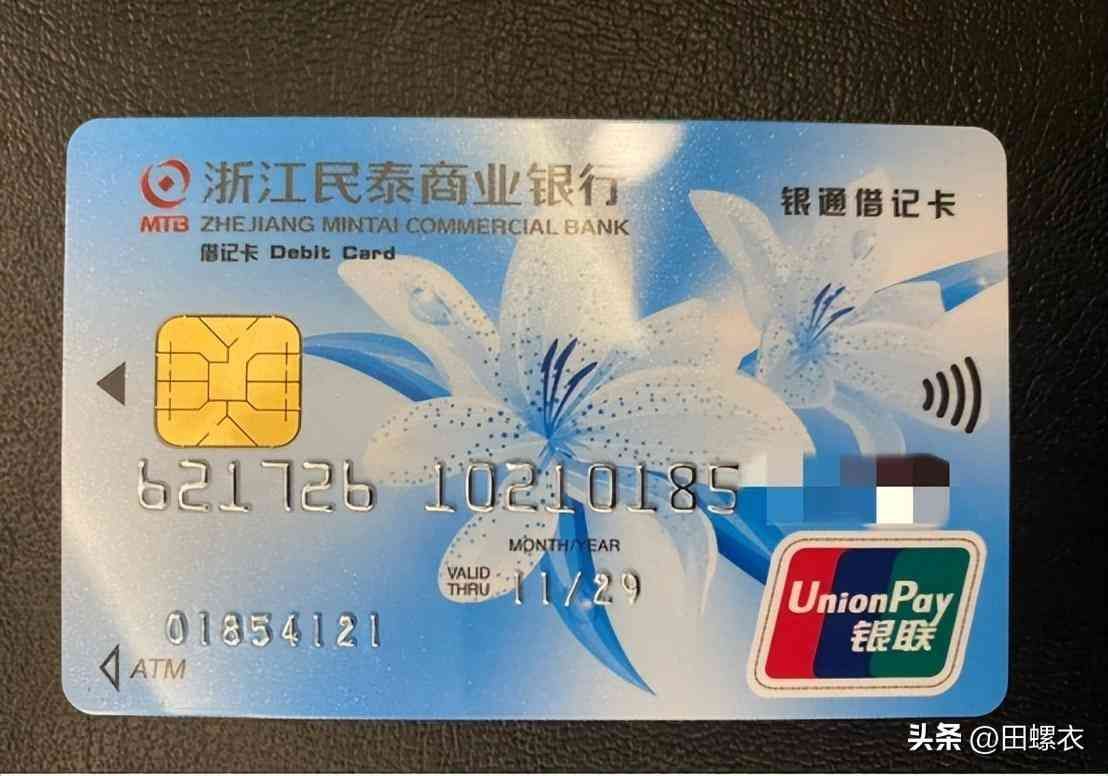 浙江民泰商业银行
MTB ZHEJIANG MINTAI COMMERCIAL BANK
借记卡 Debit Card
银通借记卡
621726 10210185
MONTH/YEAR
VALID THRU 11/29
01854121
ATM
UnionPay
银联
头条 @田螺衣